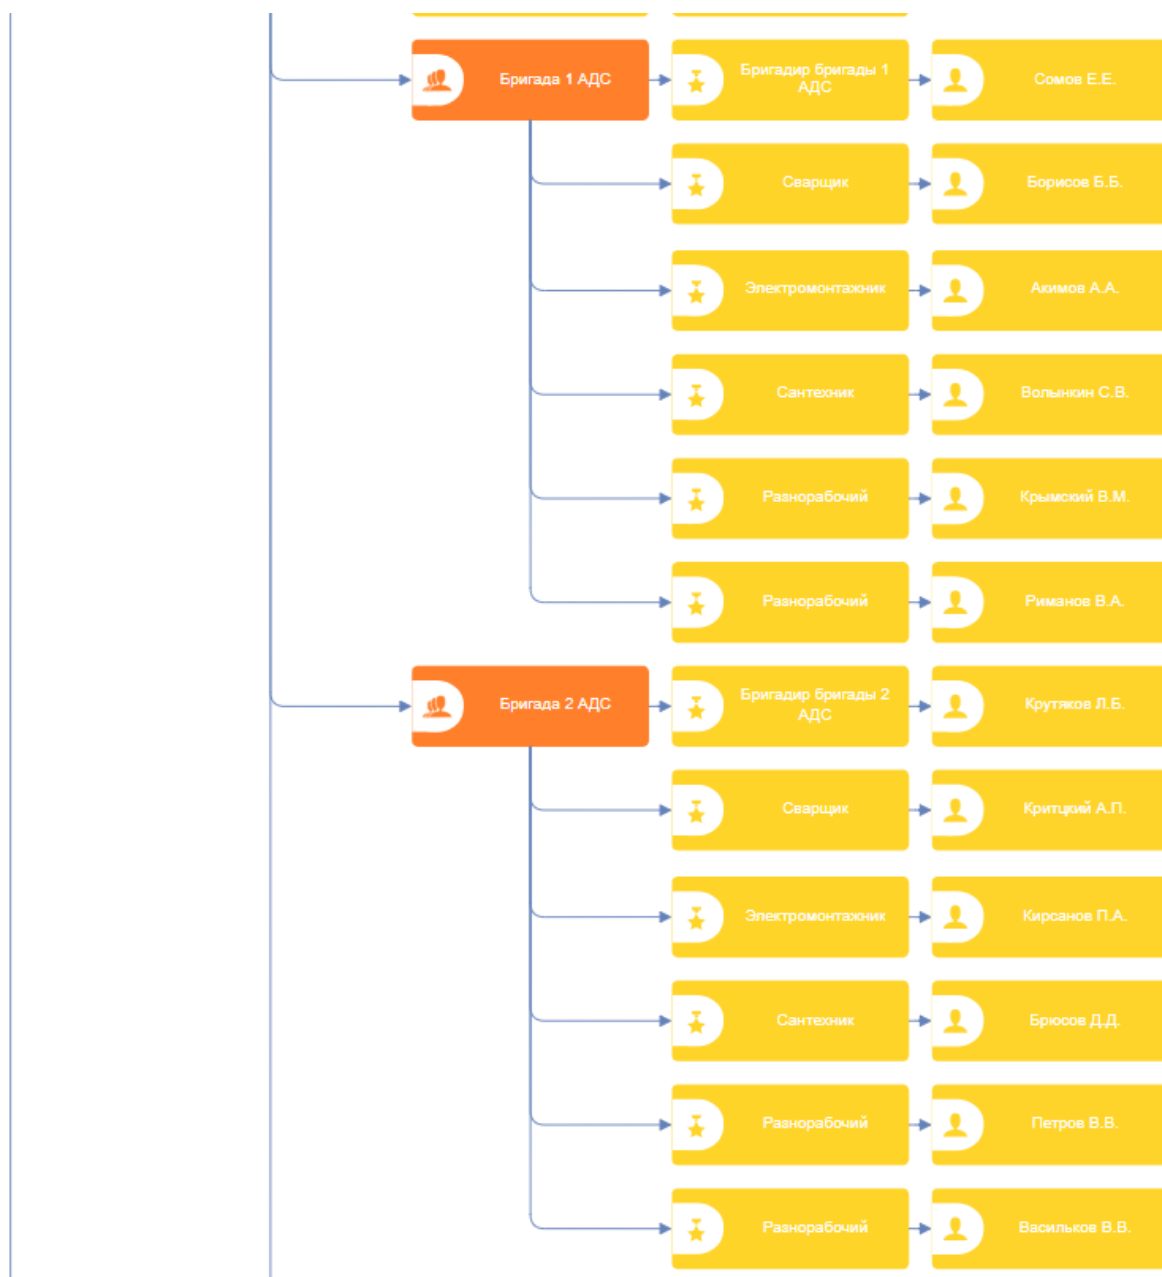 Бригада 1 АДС
Бригадир бригады 1
АДС
Сомов Е.Е.
Сварщик
Борисов Б.Б.
Электромонтажник
Акимов А.А.
Сантехник
Волынкин С.В.
Разнорабочий
Крымский В.М.
Разнорабочий
Риманов В.А.
Бригада 2 АДС
Бригадир бригады 2
АДС
Крутяков Л.Б.
Сварщик
Критцкий А.П.
Электромонтажник
Кирсанов П.А.
Сантехник
Брюсов Д.Д.
Разнорабочий
Петров В.В.
Разнорабочий
Васильков В.В.